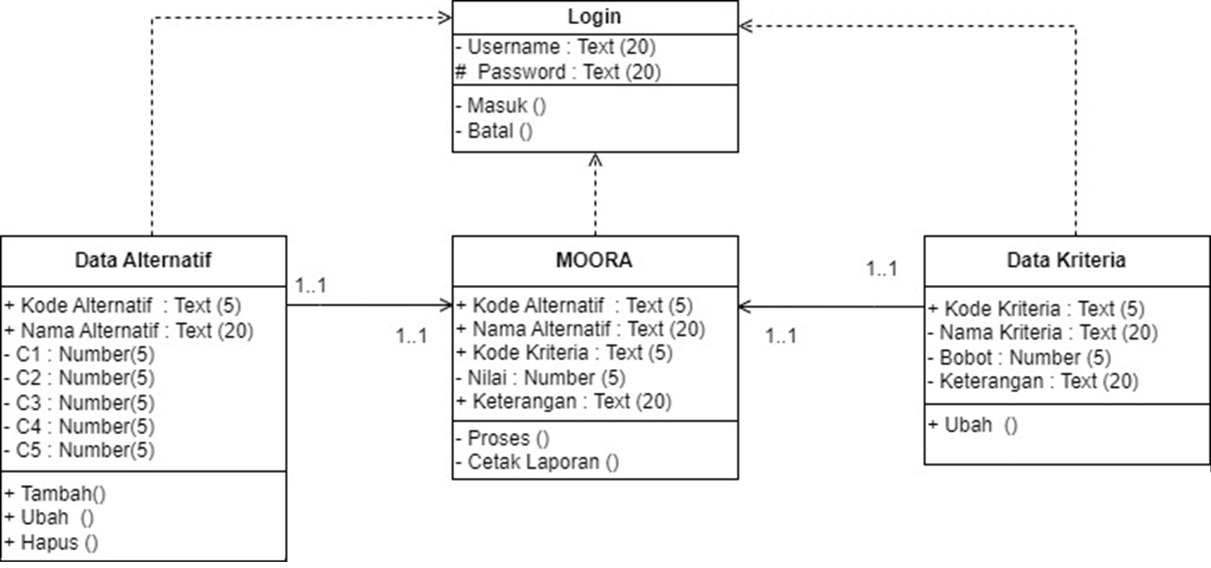 Login
- Username : Text (20)
# Password : Text (20)
- Masuk ()
- Batal ()
Data Alternatif
+ Kode Alternatif : Text (5)
+ Nama Alternatif : Text (20)
- C1 : Number(5)
- C2 : Number(5)
- C3 : Number(5)
- C4 : Number(5)
- C5 : Number(5)
+ Tambah()
+ Ubah ()
+ Hapus ()
1..1
1..1
MOORA
+ Kode Alternatif : Text (5)
+ Nama Alternatif : Text (20)
+ Kode Kriteria : Text (5)
- Nilai : Number (5)
+ Keterangan : Text (20)
- Proses ()
- Cetak Laporan ()
1..1
1..1
Data Kriteria
+ Kode Kriteria : Text (5)
- Nama Kriteria : Text (20)
- Bobot : Number (5)
- Keterangan : Text (20)
+ Ubah ()